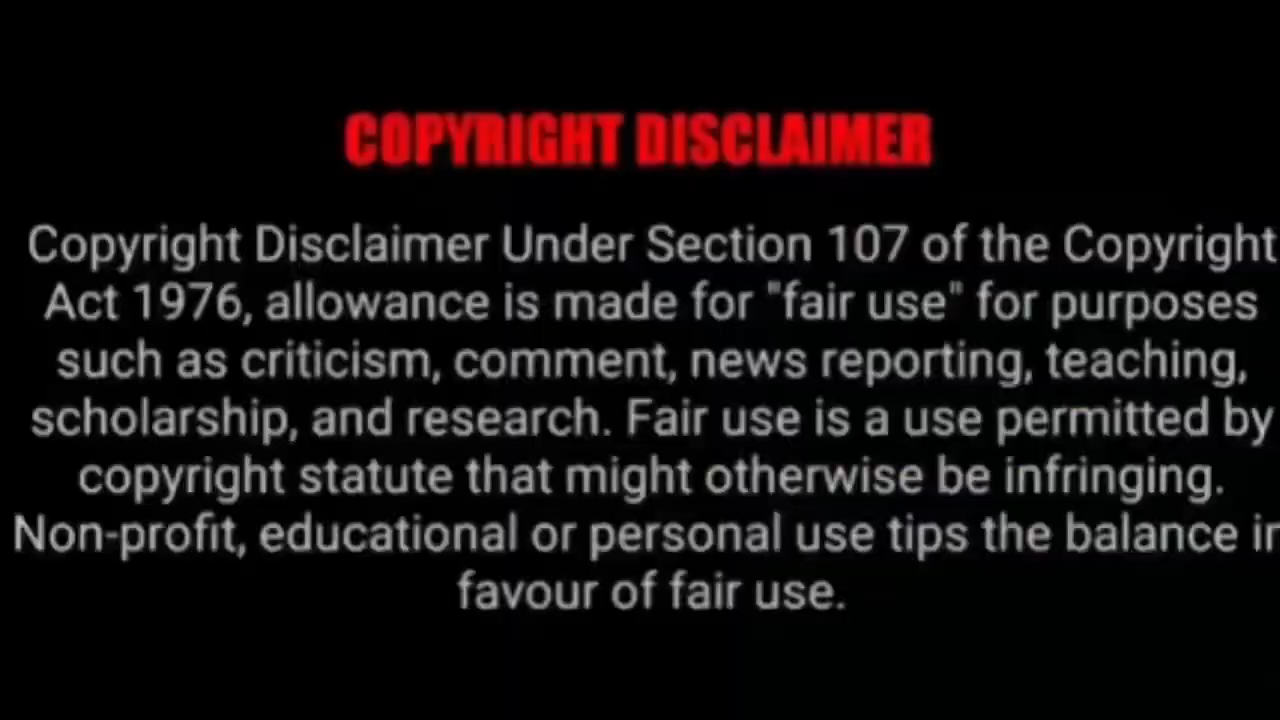 COPYRIGHT DISCLAIMER
Copyright Disclaimer Under Section 107 of the Copyright
Act 1976, allowance is made for "fair use" for purposes
such as criticism, comment, news reporting, teaching,
scholarship, and research. Fair use is a use permitted by
copyright statute that might otherwise be infringing.
Non-profit, educational or personal use tips the balance in
favour of fair use.